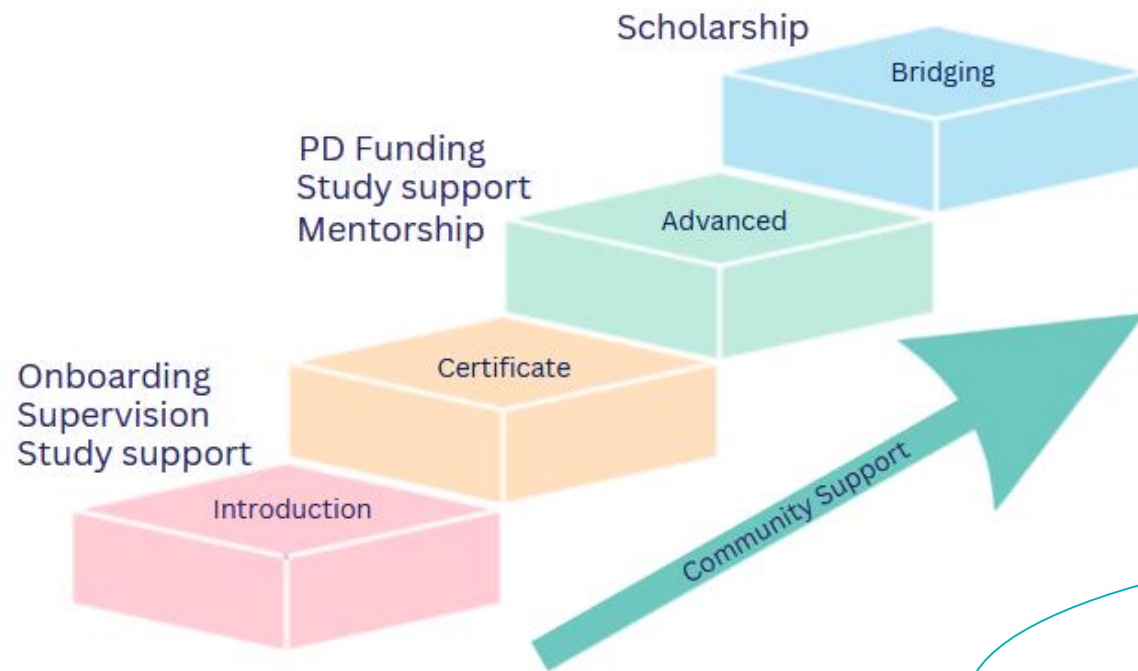 Scholarship
Bridging
PD Funding
Study support
Mentorship
Advanced
Onboarding
Supervision
Study support
Certificate
Introduction
Community Support